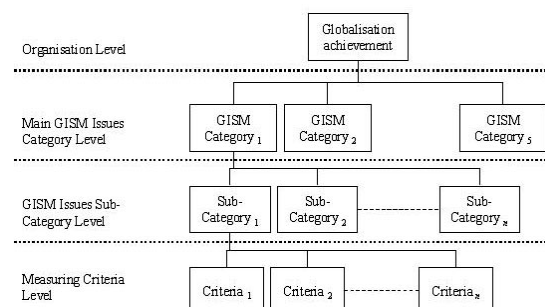 Globalisation
achievement
Organisation Level
GISM
Category 1
GISM
Category 2
GISM
Category 5
Main GISM Issues
Category Level
Sub-
Category 1
Sub-
Category 2
Sub-
Category n
GISM Issues Sub-
Category Level
Measuring Criteria
Level
Criteria 1
Criteria 2
Criteria n